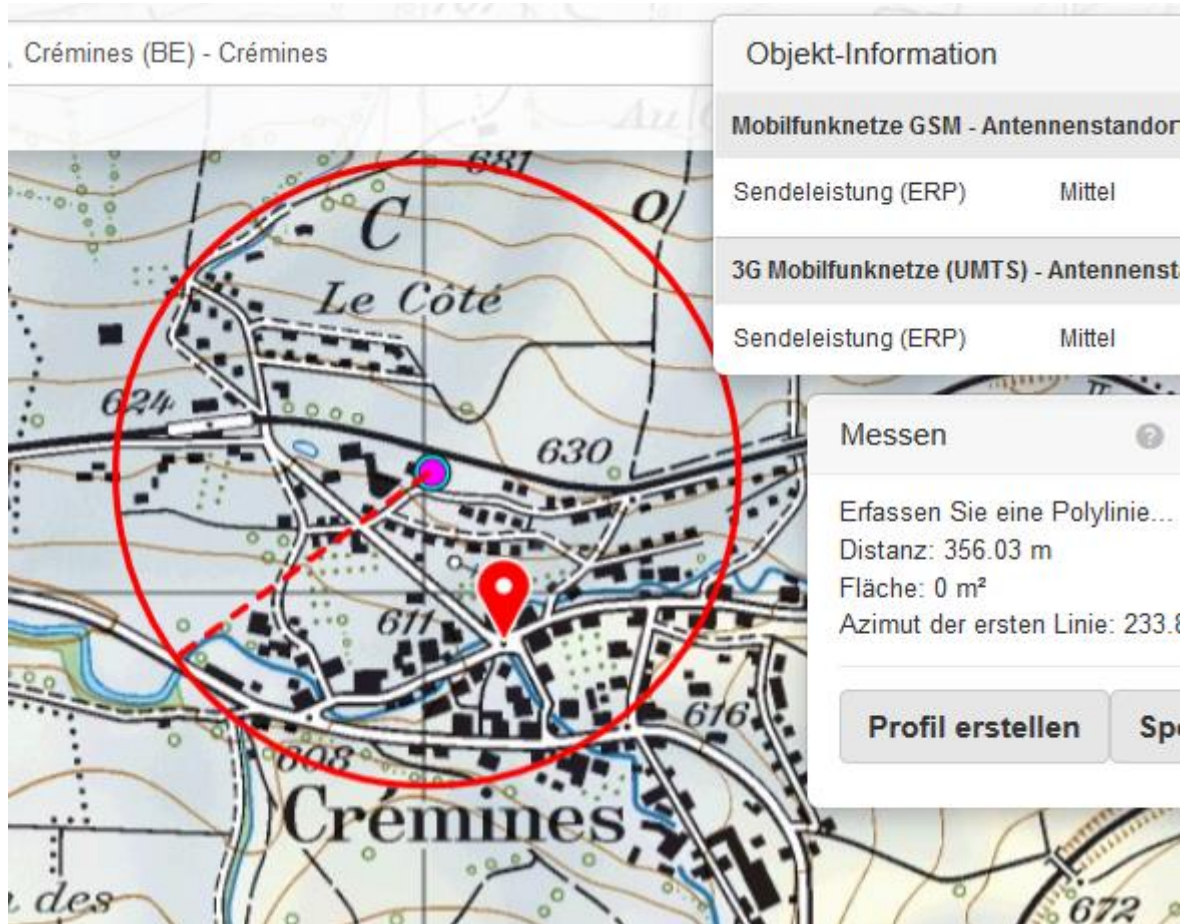 Crémines (BE) - Crémines
Objekt-Information
Mobilfunknetze GSM - Antennenstandor
Sendeleistung (ERP) Mittel
3G Mobilfunknetze (UMTS) - Antennensta
Sendeleistung (ERP) Mittel
681
C
O
Le Côté
624
630
Messen
Erfassen Sie eine Polylinie...
Distanz: 356.03 m
Fläche: 0 m²
Azimut der ersten Linie: 233.8
611
616
Profil erstellen
Spe
608
Crémines
des
672